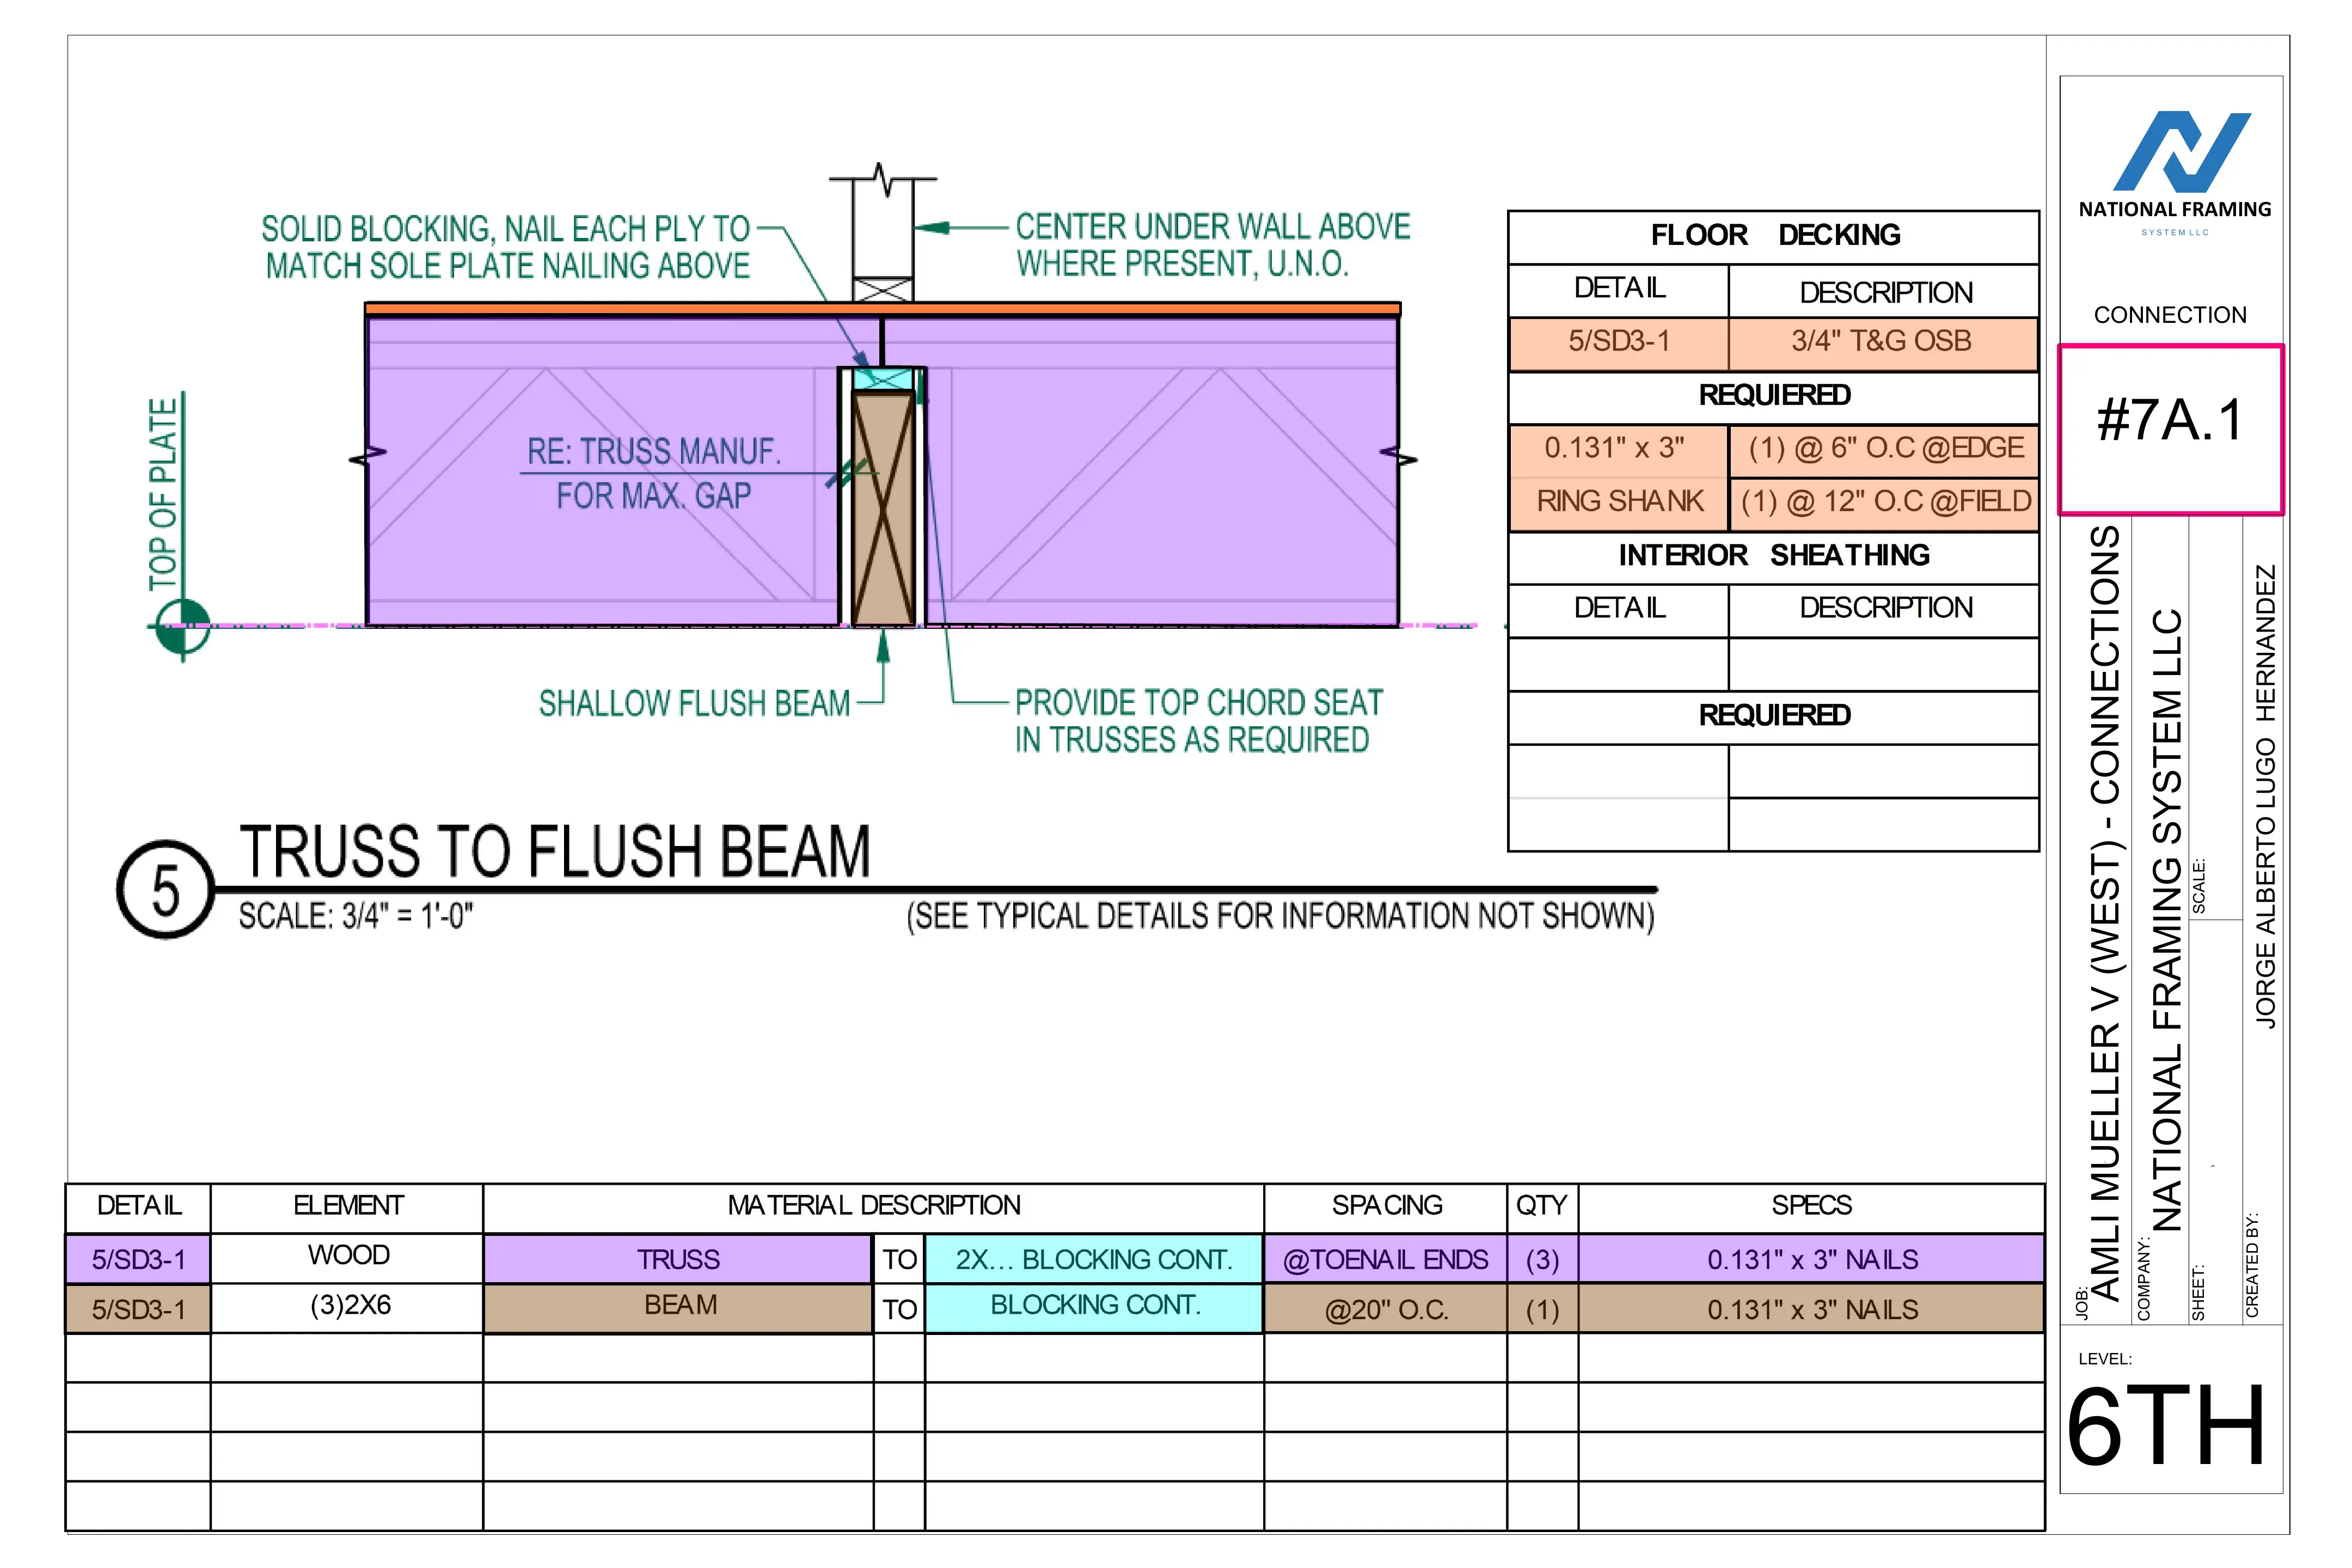 SOLID BLOCKING, NAIL EACH PLY TO
MATCH SOLE PLATE NAILING ABOVE
CENTER UNDER WALL ABOVE
WHERE PRESENT, U.N.O.
TOP OF PLATE
RE: TRUSS MANUF.
FOR MAX. GAP
SHALLOW FLUSH BEAM
PROVIDE TOP CHORD SEAT
IN TRUSSES AS REQUIRED
5
TRUSS TO FLUSH BEAM
SCALE: 3/4" = 1'-0"
(SEE TYPICAL DETAILS FOR INFORMATION NOT SHOWN)
FLOOR DECKING
DETAIL DESCRIPTION
5/SD3-1 3/4" T&G OSB
REQUIERED
0.131" x 3" (1) @ 6" O.C @EDGE
RING SHANK (1) @ 12" O.C @FIELD
INTERIOR SHEATHING
DETAIL DESCRIPTION
REQUIERED
DETAIL ELEMENT MATERIAL DESCRIPTION SPACING QTY SPECS
5/SD3-1 WOOD TRUSS TO 2X... BLOCKING CONT. @TOENAIL ENDS (3) 0.131" x 3" NAILS
5/SD3-1 (3)2X6 BEAM TO BLOCKING CONT. @20" O.C. (1) 0.131" x 3" NAILS
NATIONAL FRAMING
SYSTEM LLC
CONNECTION
#7A.1
JOB: AMLI MUELLER V (WEST) - CONNECTIONS
COMPANY: NATIONAL FRAMING SYSTEM LLC
SHEET:
SCALE:
CREATED BY: JORGE ALBERTO LUGO HERNANDEZ
LEVEL:
6TH